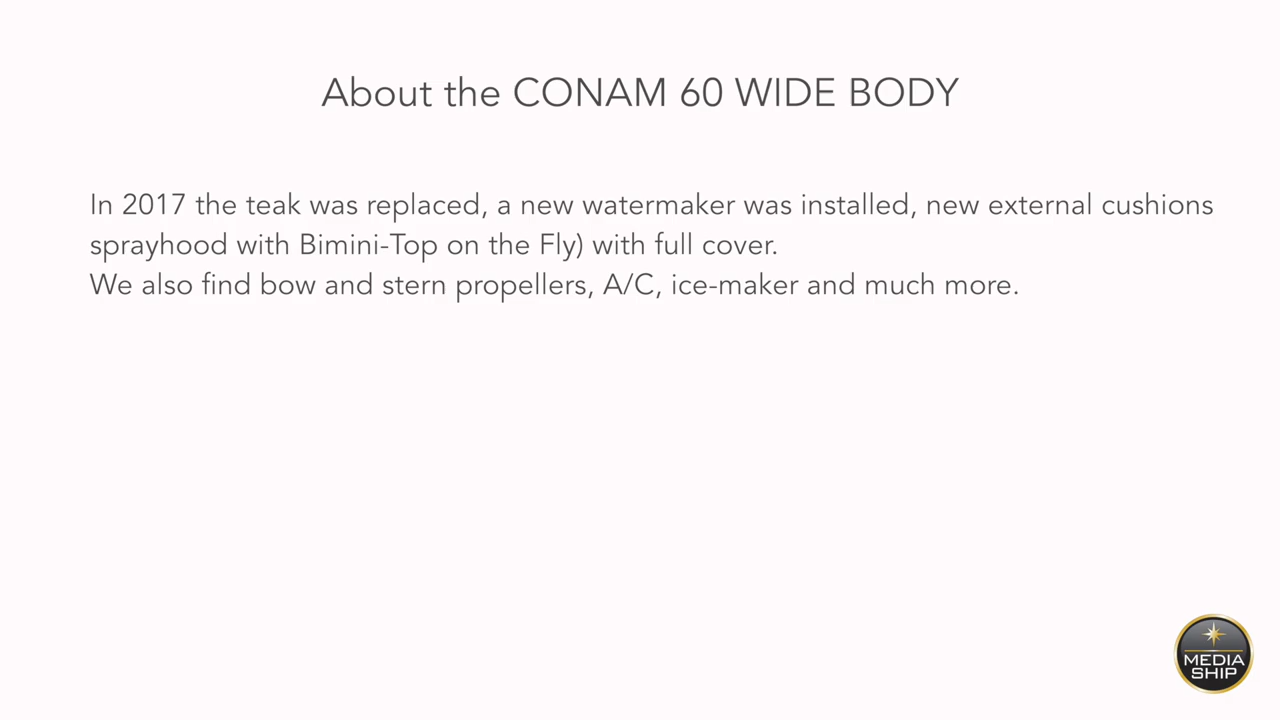 About the CONAM 60 WIDE BODY
In 2017 the teak was replaced, a new watermaker was installed, new external cushions
sprayhood with Bimini-Top on the Fly) with full cover.
We also find bow and stern propellers, A/C, ice-maker and much more.
MEDIA
SHIP